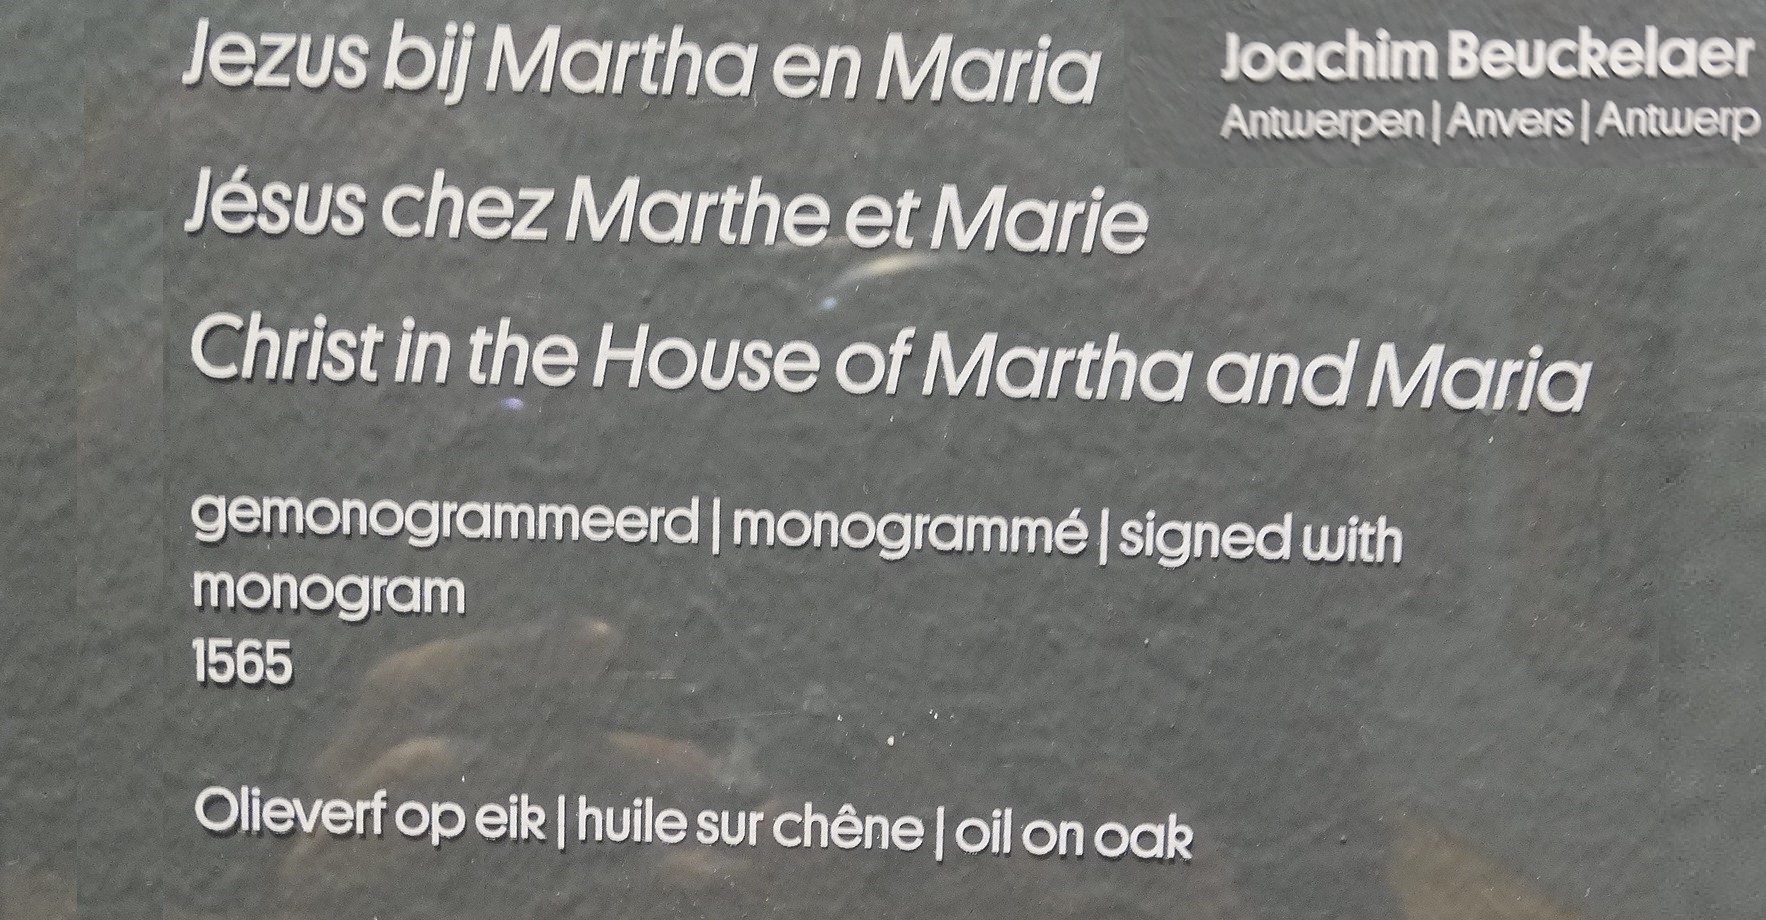 Jezus bij Martha en Maria
Joachim Beuckelaer
Antwerpen | Anvers | Antwerp
Jésus chez Marthe et Marie
Christ in the House of Martha and Maria
gemonogrammeerd | monogrammé | signed with
monogram
1565
Olieverf op eik | huile sur chêne | oil on oak